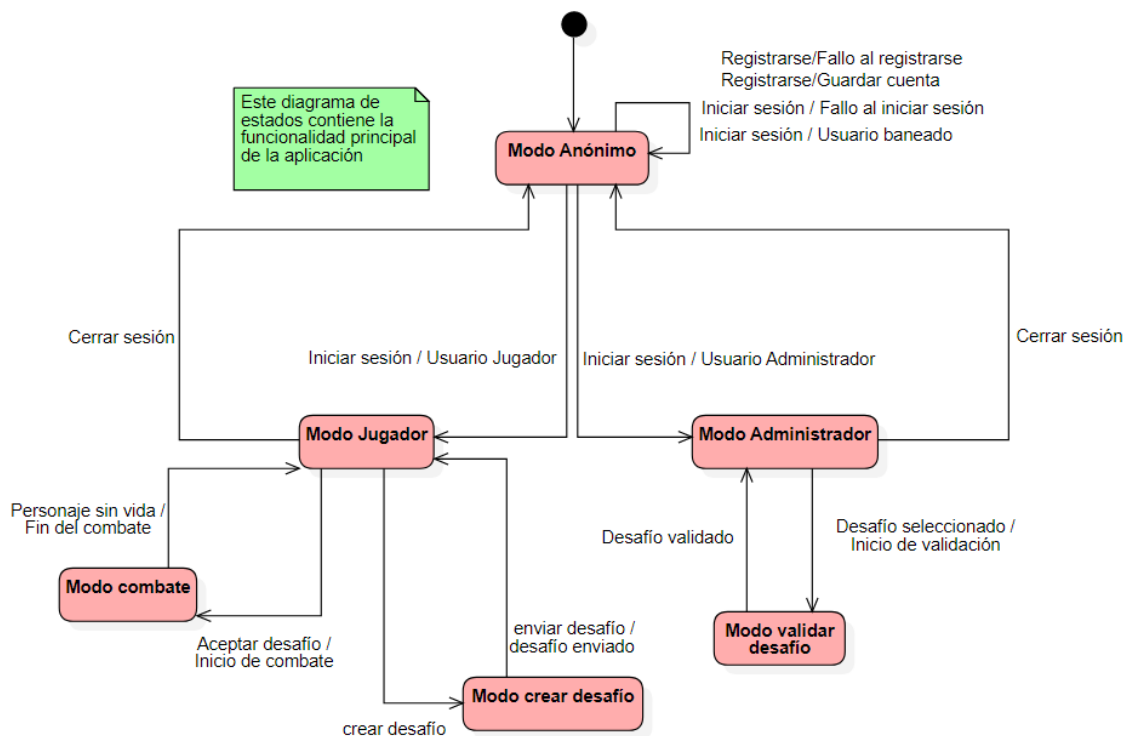 Registrarse/Fallo al registrarse
Registrarse/Guardar cuenta
Iniciar sesión / Fallo al iniciar sesión
Iniciar sesión / Usuario baneado
Este diagrama de
estados contiene la
funcionalidad principal
de la aplicación
Modo Anónimo
Cerrar sesión
Iniciar sesión / Usuario Jugador
Iniciar sesión / Usuario Administrador
Cerrar sesión
Modo Jugador
Modo Administrador
Personaje sin vida /
Fin del combate
Desafío validado
Desafío seleccionado /
Inicio de validación
Modo combate
Aceptar desafío /
Inicio de combate
enviar desafío /
desafío enviado
Modo validar
desafío
Modo crear desafío
crear desafío